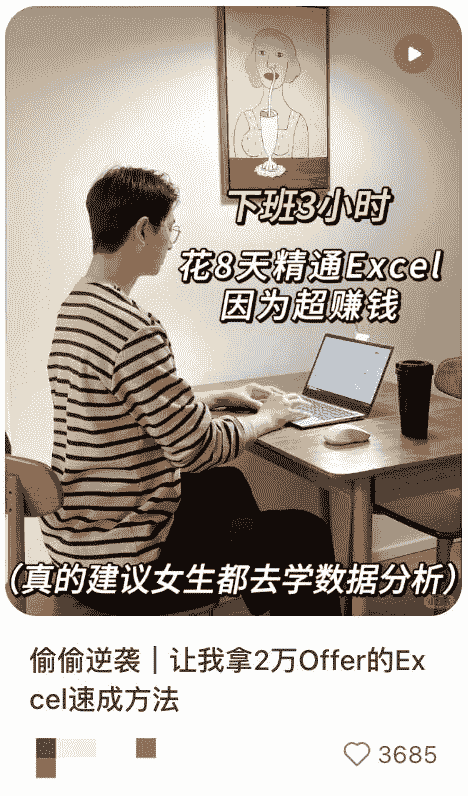 下班3小时
花8天精通Excel
因为超赚钱
（真的建议女生都去学数据分析）
偷偷逆袭｜让我拿2万Offer的Ex
cel速成方法
3685